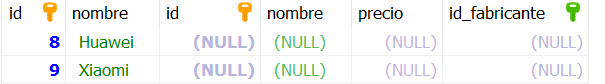 id nombre id nombre precio id_fabricante
8 Huawei (NULL) (NULL) (NULL) (NULL)
9 Xiaomi (NULL) (NULL) (NULL) (NULL)